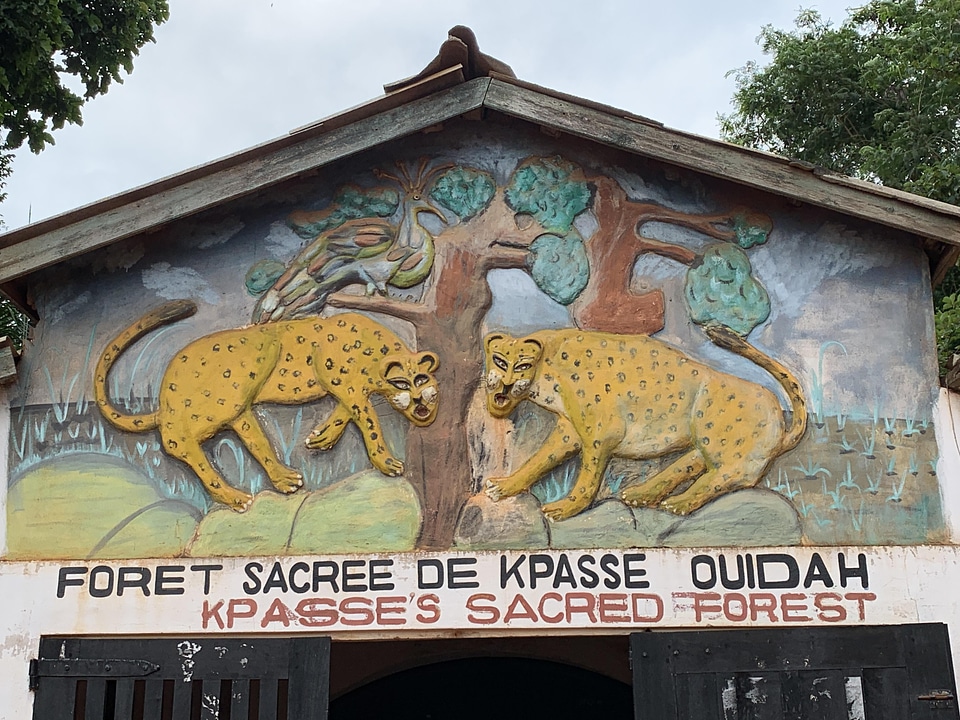 FORET SACREE DE KPASSE OUIDAH
KPASSE'S SACRED FOREST